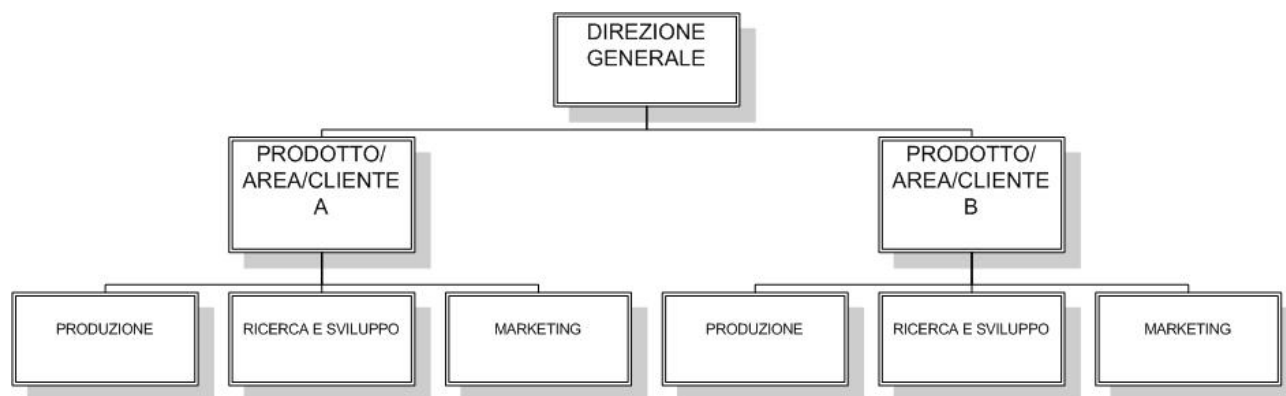 DIREZIONE
GENERALE
PRODOTTO/
AREA/CLIENTE
A
PRODOTTO/
AREA/CLIENTE
B
PRODUZIONE
RICERCA E SVILUPPO
MARKETING
PRODUZIONE
RICERCA E SVILUPPO
MARKETING